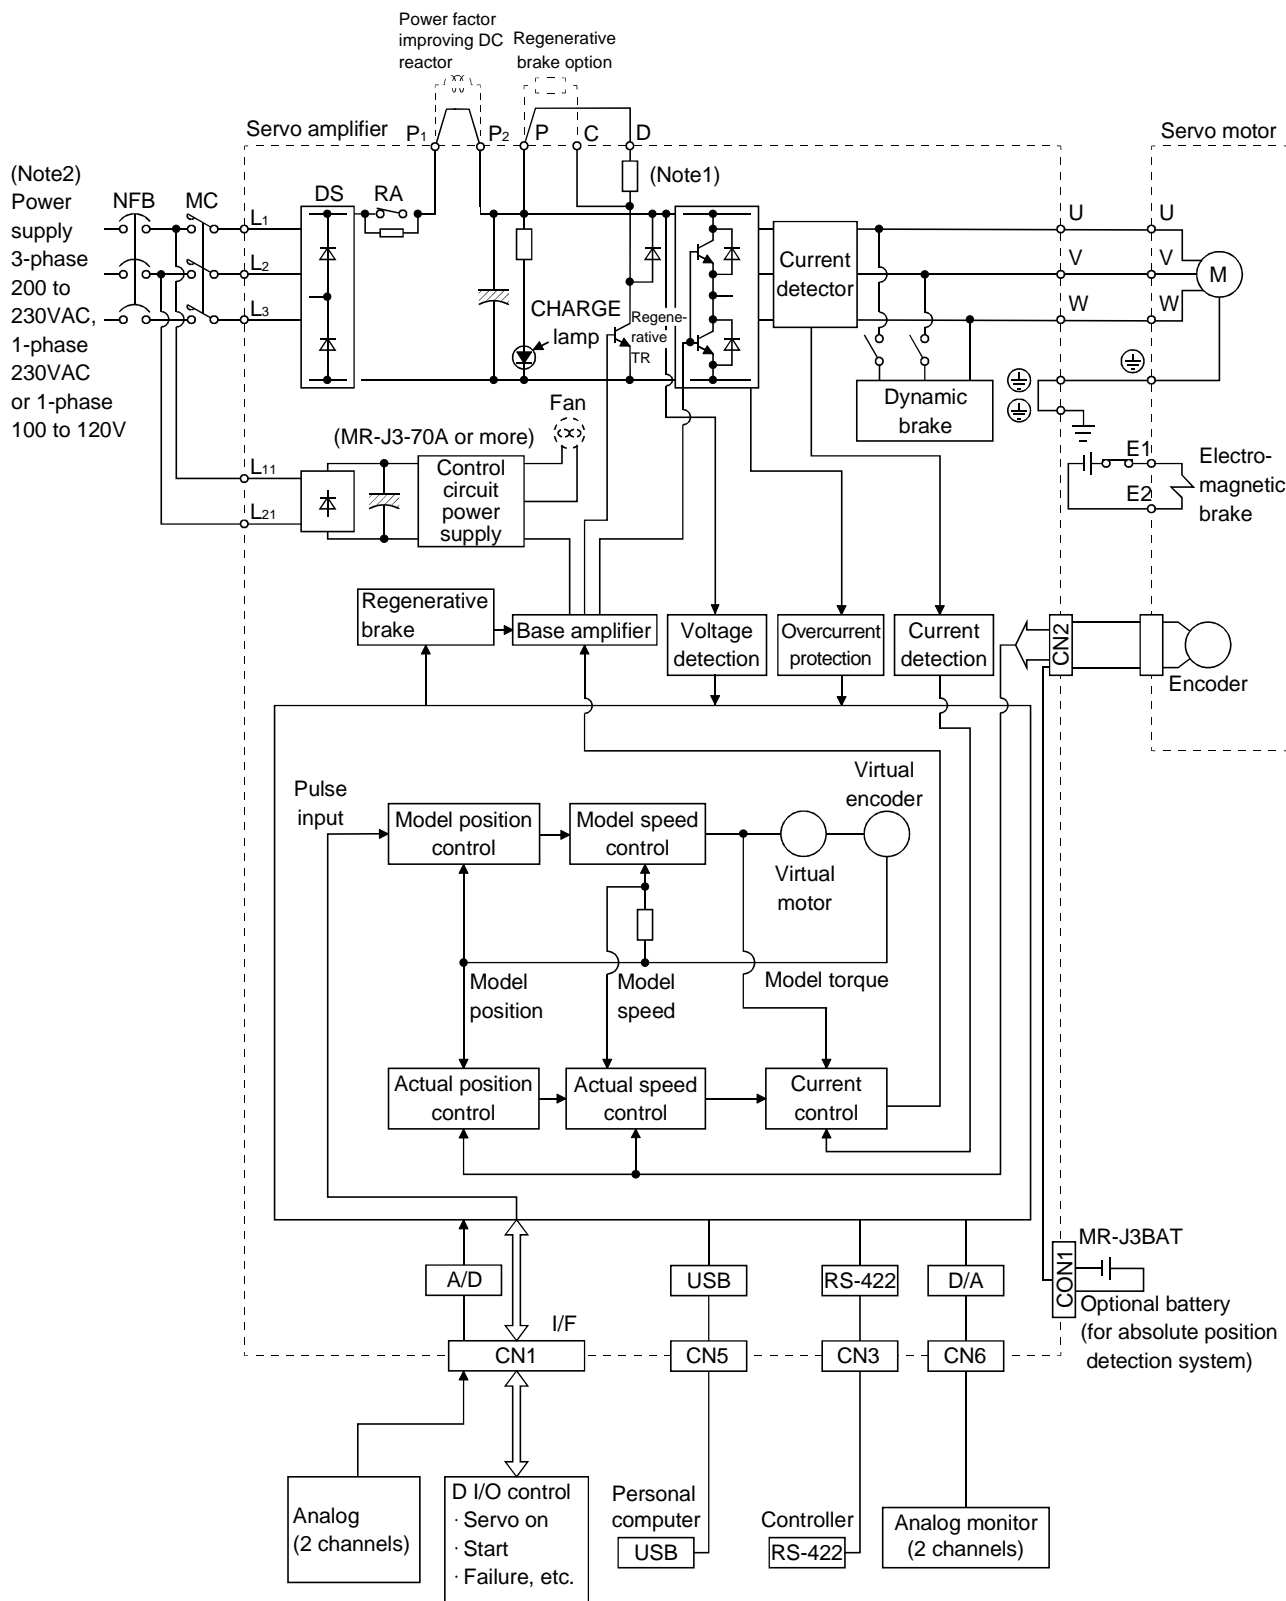 Power factor
improving DC
reactor
Regenerative
brake option
Servo amplifier
P1
P2
P
C
D
Servo motor
(Note2)
Power
supply
3-phase
200 to
230VAC,
1-phase
230VAC
or 1-phase
100 to 120V
NFB
MC
DS
RA
(Note1)
L1
L2
L3
U
V
W
U
V
W
M
Current
detector
CHARGE
lamp
Regene-
rative
TR
Dynamic
brake
Fan
(MR-J3-70A or more)
L11
L21
Control
circuit
power
supply
E1
E2
Electro-
magnetic
brake
Regenerative
brake
Base amplifier
Voltage
detection
Overcurrent
protection
Current
detection
CN2
Encoder
Pulse
input
Model position
control
Model speed
control
Virtual
encoder
Virtual
motor
Model
position
Model
speed
Model torque
Actual position
control
Actual speed
control
Current
control
A/D
USB
RS-422
D/A
I/F
CN1
CN5
CN3
CN6
CON1
MR-J3BAT
Optional battery
(for absolute position
detection system)
Analog
(2 channels)
D I/O control
· Servo on
· Start
· Failure, etc.
Personal
computer
USB
Controller
RS-422
Analog monitor
(2 channels)